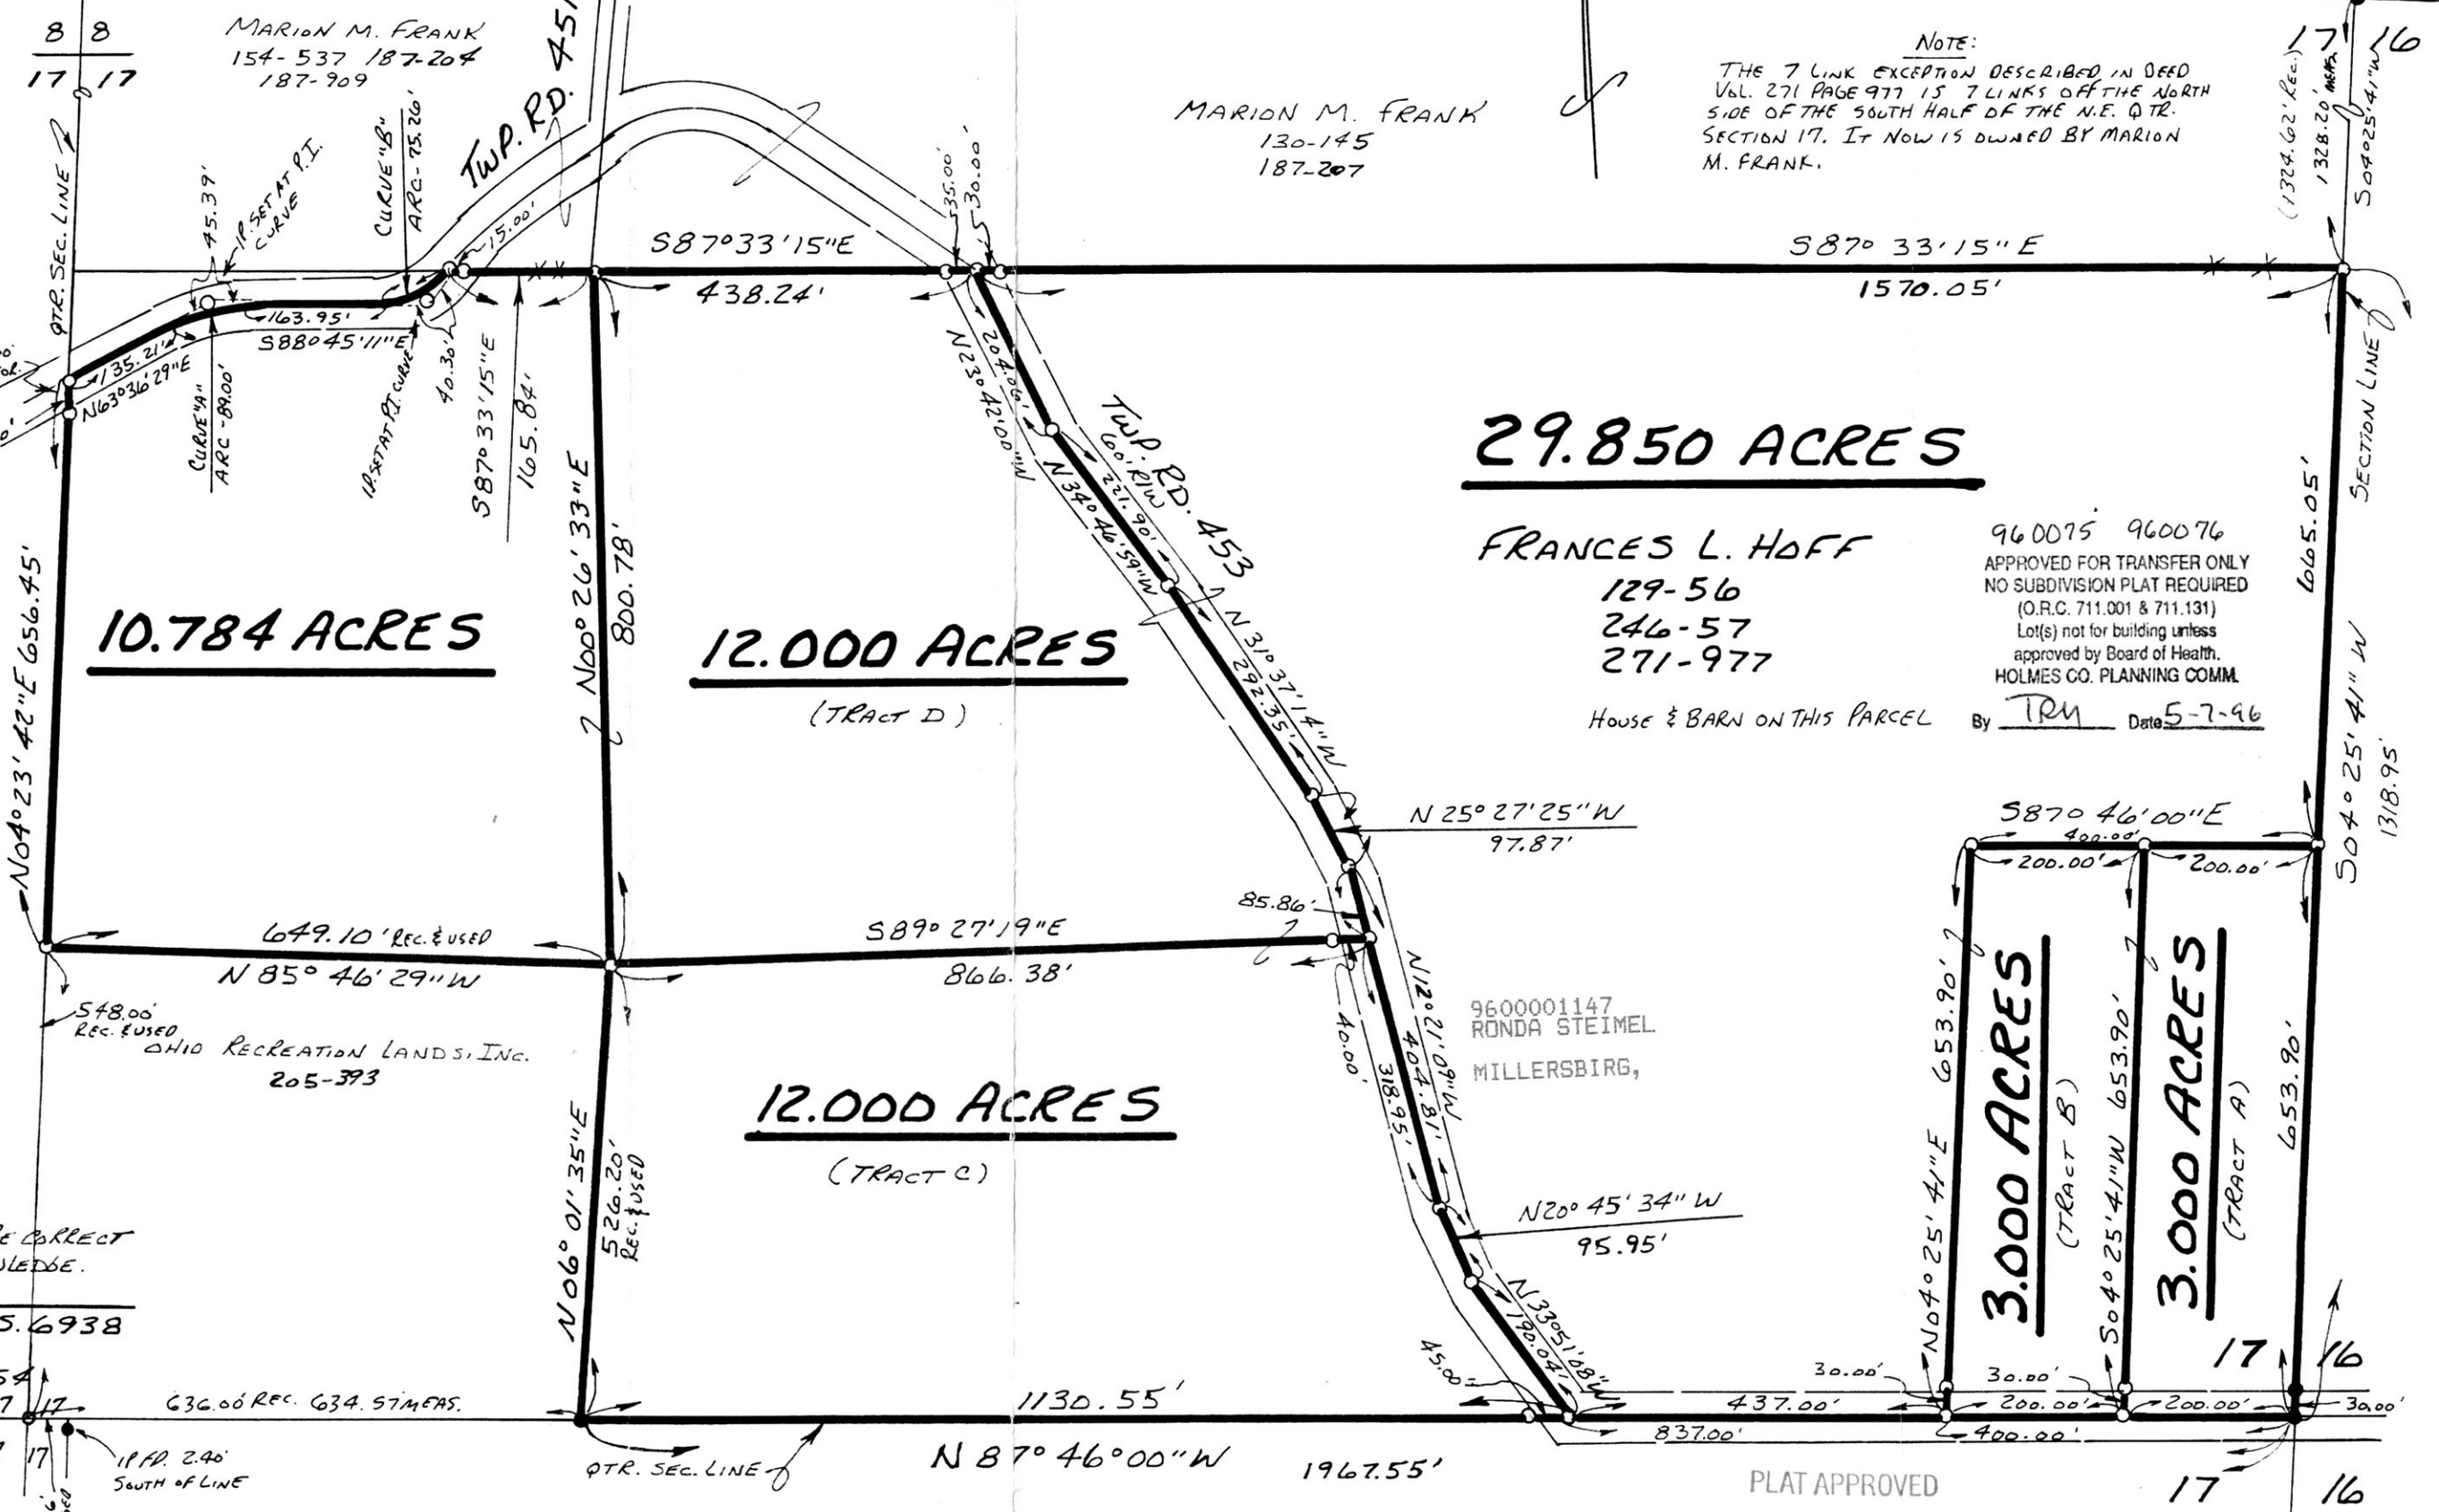 8 8
17 17
MARION M. FRANK
154-537 187-204
187-909
TWP. RD. 451
QTR. SEC. LINE
45.39'
I.P. SET AT P.I.
CURVE
CURVE "B"
ARC-75.26'
15.00'
MARION M. FRANK
130-145
187-207
35.00'
30.00'
NOTE:
THE 7 LINK EXCEPTION DESCRIBED IN DEED
VOL. 271 PAGE 977 IS 7 LINKS OFF THE NORTH
SIDE OF THE SOUTH HALF OF THE N.E. QTR.
SECTION 17. IT NOW IS OWNED BY MARION
M. FRANK.
17 16
(1324.62' REC.)
1328.20' MEAS.
S04°25'41"W
S87°33'15"E
438.24'
S87° 33'15"E
1570.05'
163.95'
S88°45'11"E
135.21'
N63°36'29"E
CURVE "A"
ARC-89.00'
I.P. SET AT P.I. CURVE
40.30'
S87°33'15"E
165.84'
N00°26'33"E
800.78'
204.06'
N23°42'00"W
TWP. RD. 453
60' R/W
221.90'
N34°46'59"W
N31°37'14"W
292.35'
29.850 ACRES
FRANCES L. HOFF
129-56
246-57
271-977
HOUSE & BARN ON THIS PARCEL
960075 960076
APPROVED FOR TRANSFER ONLY
NO SUBDIVISION PLAT REQUIRED
(O.R.C. 711.001 & 711.131)
Lot(s) not for building unless
approved by Board of Health.
HOLMES CO. PLANNING COMM.
By Date 5-7-96
665.05'
SECTION LINE
S04°25'41"W
1318.95'
N04°23'42"E 656.45'
10.784 ACRES
12.000 ACRES
(TRACT D)
N 25°27'25"W
97.87'
S87°46'00"E
400.00'
200.00'
200.00'
649.10' REC. & USED
N 85° 46' 29"W
S89°27'19"E
866.38'
85.86'
548.00'
REC. & USED
OHIO RECREATION LANDS, INC.
205-393
40.00'
N12°21'09"W
404.81'
318.95'
9600001147
RONDA STEIMEL
MILLERSBIRG,
12.000 ACRES
(TRACT C)
N06°01'35"E
526.20'
REC. & USED
N20°45'34"W
95.95'
N33°51'08"W
190.04'
N04°25'41"E 653.90'
3.000 ACRES
(TRACT B)
S04°25'41"W 653.90'
3.000 ACRES
(TRACT A)
653.90'
17 16
E CORRECT
LEDGE.
S.6938
54
7 17
636.00 REC. 634.57 MEAS.
1130.55'
45.00'
30.00'
30.00'
437.00'
200.00'
200.00'
30.00'
837.00'
400.00'
17
I.P. FD. 2.40'
SOUTH OF LINE
QTR. SEC. LINE
N 87°46°00"W
1967.55'
PLAT APPROVED
17 16